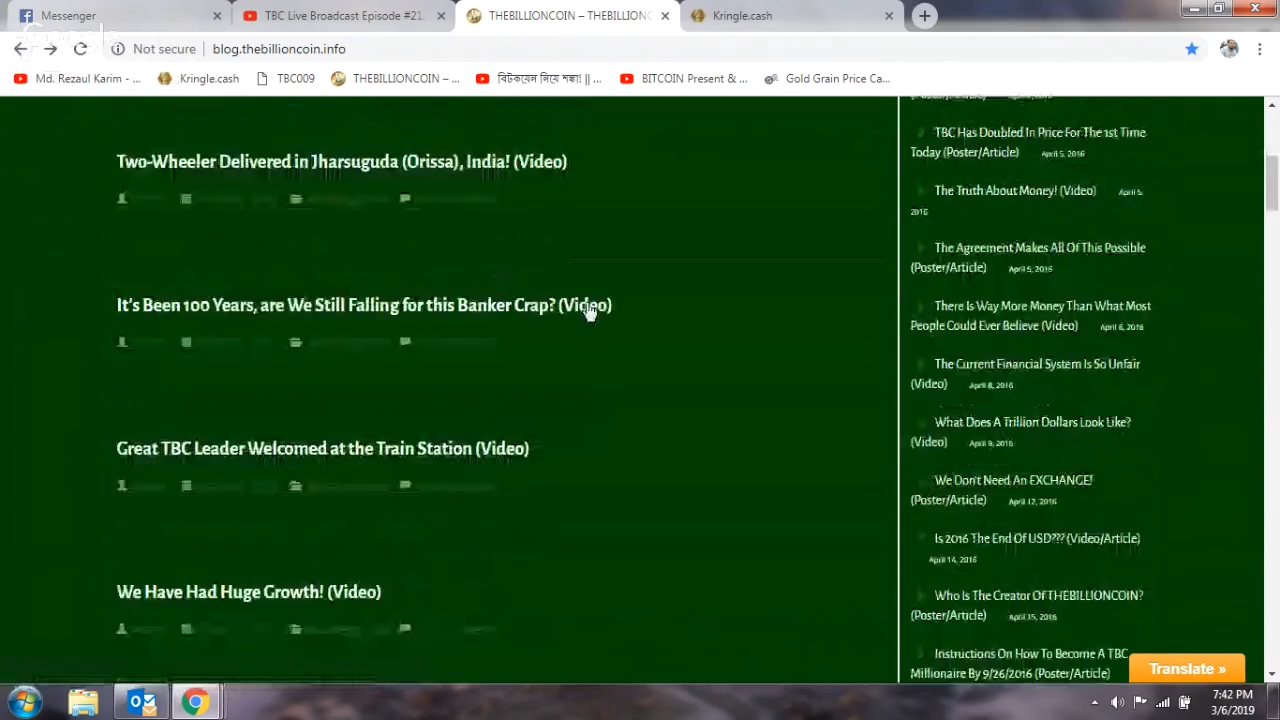 Messenger
TBC Live Broadcast Episode #21
THEBILLIONCOIN – THEBILLIONC
Kringle.cash
Not secure
blog.thebillioncoin.info
Md. Rezaul Karim - ...
Kringle.cash
TBC009
THEBILLIONCOIN – ...
বিটকয়েন নিয়ে শঙ্কা || ...
BITCOIN Present & ...
Gold Grain Price Ca...
Two-Wheeler Delivered in Jharsuguda (Orissa), India! (Video)
It's Been 100 Years, are We Still Falling for this Banker Crap? (Video)
Great TBC Leader Welcomed at the Train Station (Video)
We Have Had Huge Growth! (Video)
TBC Has Doubled In Price For The 1st Time
Today (Poster/Article) April 5, 2016
The Truth About Money! (Video) April 5,
2016
The Agreement Makes All Of This Possible
(Poster/Article) April 5, 2016
There Is Way More Money Than What Most
People Could Ever Believe (Video) April 6, 2016
The Current Financial System Is So Unfair
(Video) April 8, 2016
What Does A Trillion Dollars Look Like?
(Video) April 9, 2016
We Don't Need An EXCHANGE!
(Poster/Article) April 12, 2016
Is 2016 The End Of USD??? (Video/Article)
April 14, 2016
Who Is The Creator Of THEBILLIONCOIN?
(Poster/Article) April 15, 2016
Instructions On How To Become A TBC
Millionaire By 9/26/2016 (Poster/Article)
Translate »
7:42 PM
3/6/2019